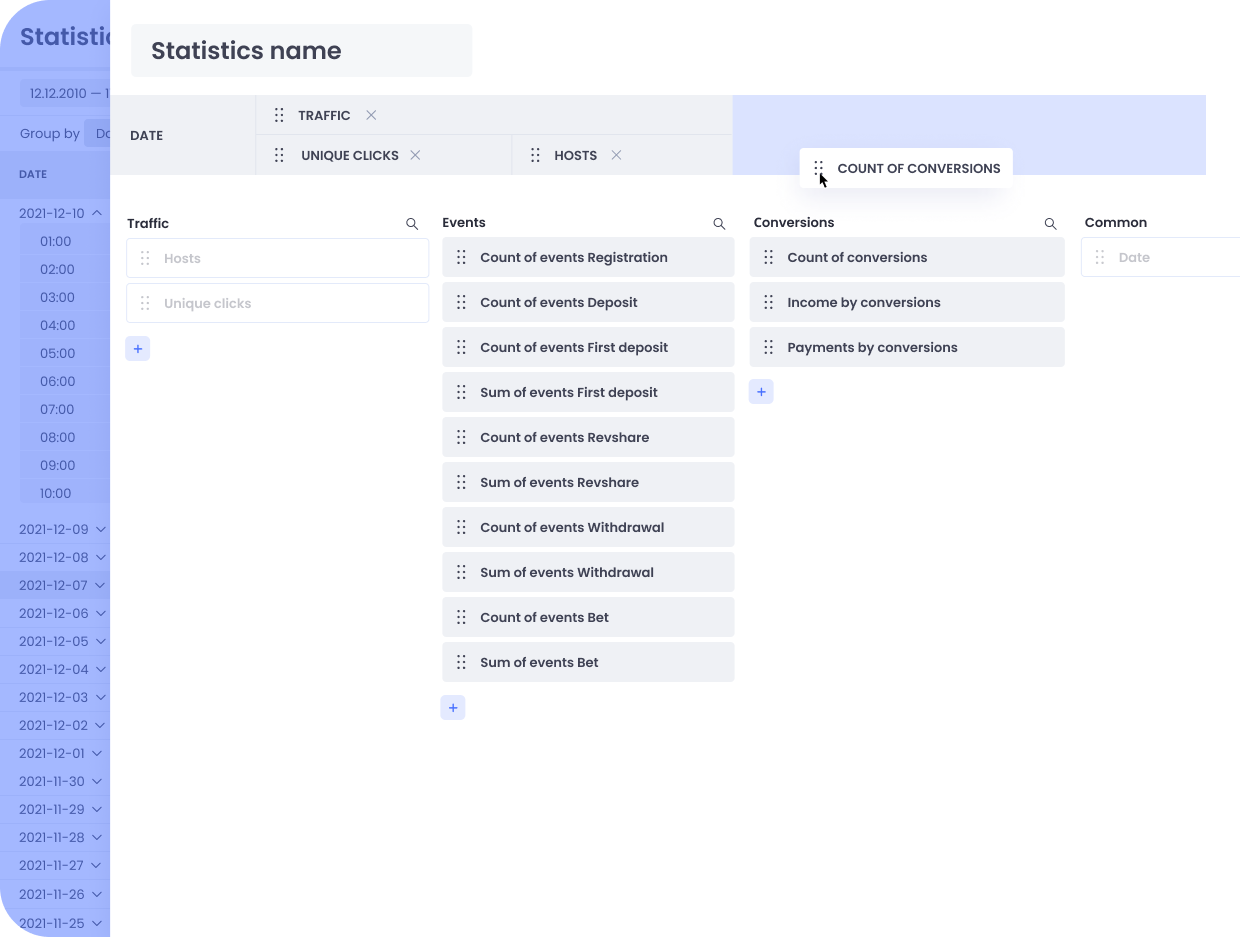 Statistic
12.12.2010 — 1
Group by
DATE
2021-12-10
01:00
02:00
03:00
04:00
05:00
06:00
07:00
08:00
09:00
10:00
2021-12-09
2021-12-08
2021-12-07
2021-12-06
2021-12-05
2021-12-04
2021-12-03
2021-12-02
2021-12-01
2021-11-30
2021-11-29
2021-11-28
2021-11-27
2021-11-26
2021-11-25
Statistics name
DATE
TRAFFIC
UNIQUE CLICKS
HOSTS
COUNT OF CONVERSIONS
Traffic
Hosts
Unique clicks
+
Events
Count of events Registration
Count of events Deposit
Count of events First deposit
Sum of events First deposit
Count of events Revshare
Sum of events Revshare
Count of events Withdrawal
Sum of events Withdrawal
Count of events Bet
Sum of events Bet
+
Conversions
Count of conversions
Income by conversions
Payments by conversions
+
Common
Date